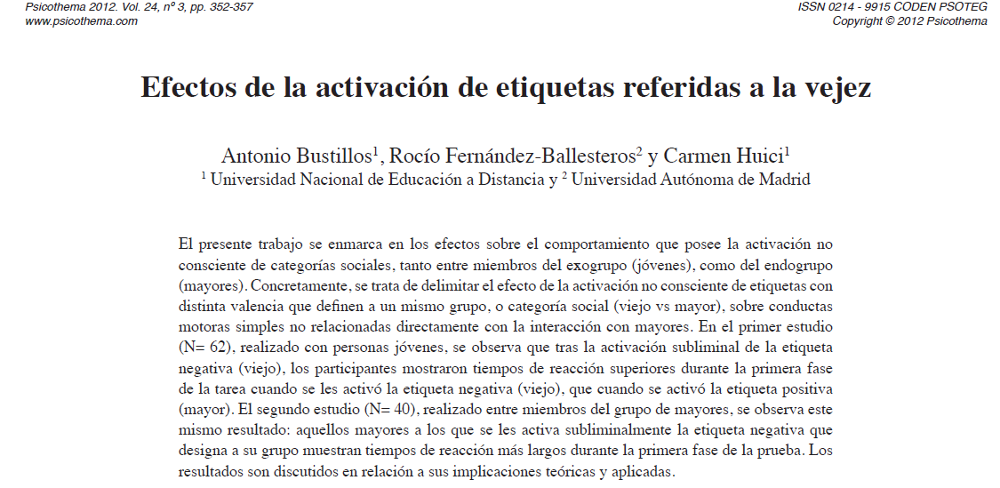 Psicothema 2012. Vol. 24, nº 3, pp. 352-357
www.psicothema.com
ISSN 0214 - 9915 CODEN PSOTEG
Copyright © 2012 Psicothema
Efectos de la activación de etiquetas referidas a la vejez
Antonio Bustillos¹, Rocío Fernández-Ballesteros² y Carmen Huici¹
¹ Universidad Nacional de Educación a Distancia y ² Universidad Autónoma de Madrid
El presente trabajo se enmarca en los efectos sobre el comportamiento que posee la activación no
consciente de categorías sociales, tanto entre miembros del exogrupo (jóvenes), como del endogrupo
(mayores). Concretamente, se trata de delimitar el efecto de la activación no consciente de etiquetas con
distinta valencia que definen a un mismo grupo, o categoría social (viejo vs mayor), sobre conductas
motoras simples no relacionadas directamente con la interacción con mayores. En el primer estudio
(N= 62), realizado con personas jóvenes, se observa que tras la activación subliminal de la etiqueta
negativa (viejo), los participantes mostraron tiempos de reacción superiores durante la primera fase
de la tarea cuando se les activó la etiqueta negativa (viejo), que cuando se activó la etiqueta positiva
(mayor). El segundo estudio (N= 40), realizado entre miembros del grupo de mayores, se observa este
mismo resultado: aquellos mayores a los que se les activa subliminalmente la etiqueta negativa que
designa a su grupo muestran tiempos de reacción más largos durante la primera fase de la prueba. Los
resultados son discutidos en relación a sus implicaciones teóricas y aplicadas.